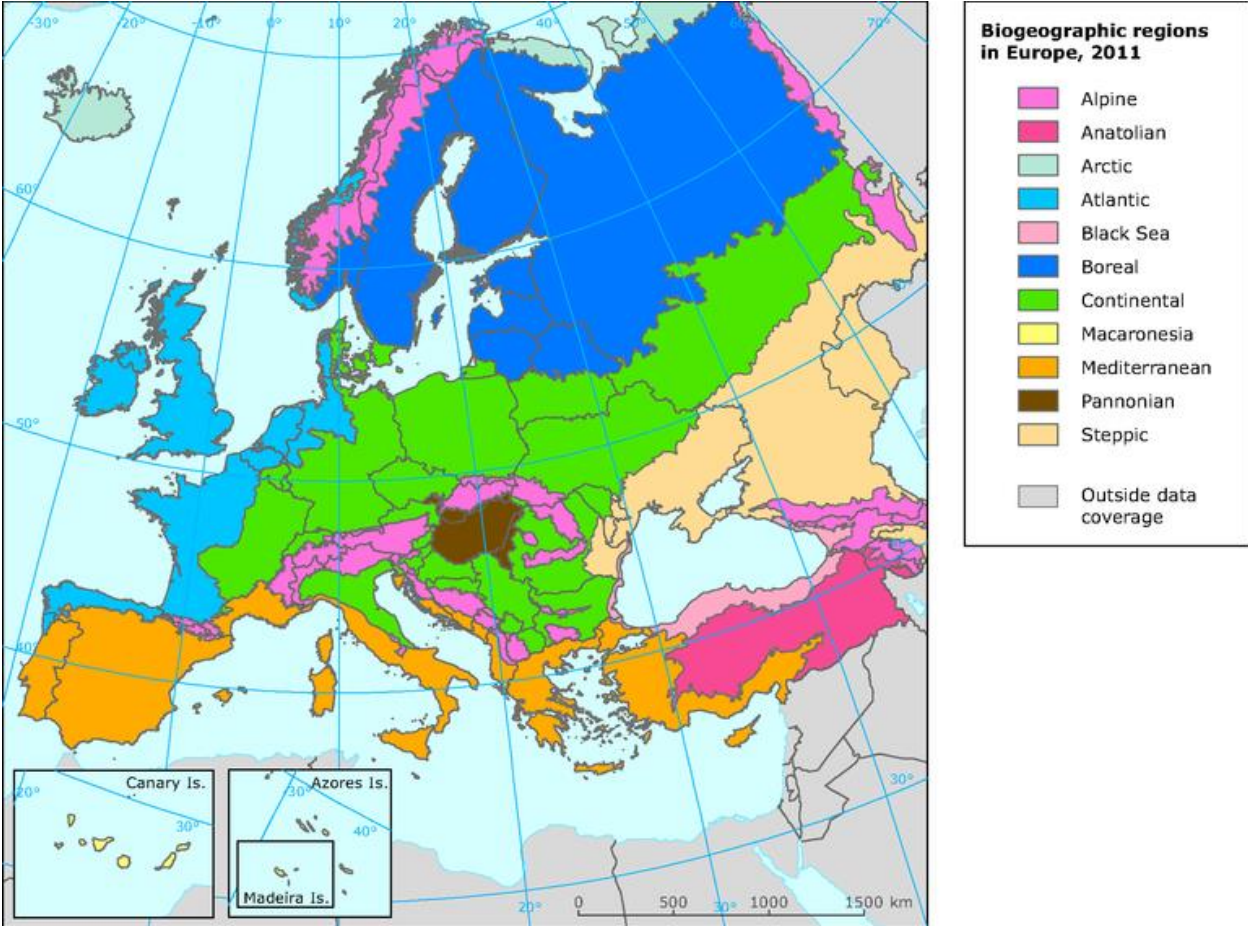 -30°
-20°
-10°
0°
10°
20°
30°
40°
50°
60°
70°
60°
50°
40°
Canary Is.
20°
30°
Azores Is.
-30°
40°
Madeira Is.
30°
20°
30°
0 500 1000 1500 km
Biogeographic regions
in Europe, 2011
Alpine
Anatolian
Arctic
Atlantic
Black Sea
Boreal
Continental
Macaronesia
Mediterranean
Pannonian
Steppic
Outside data
coverage